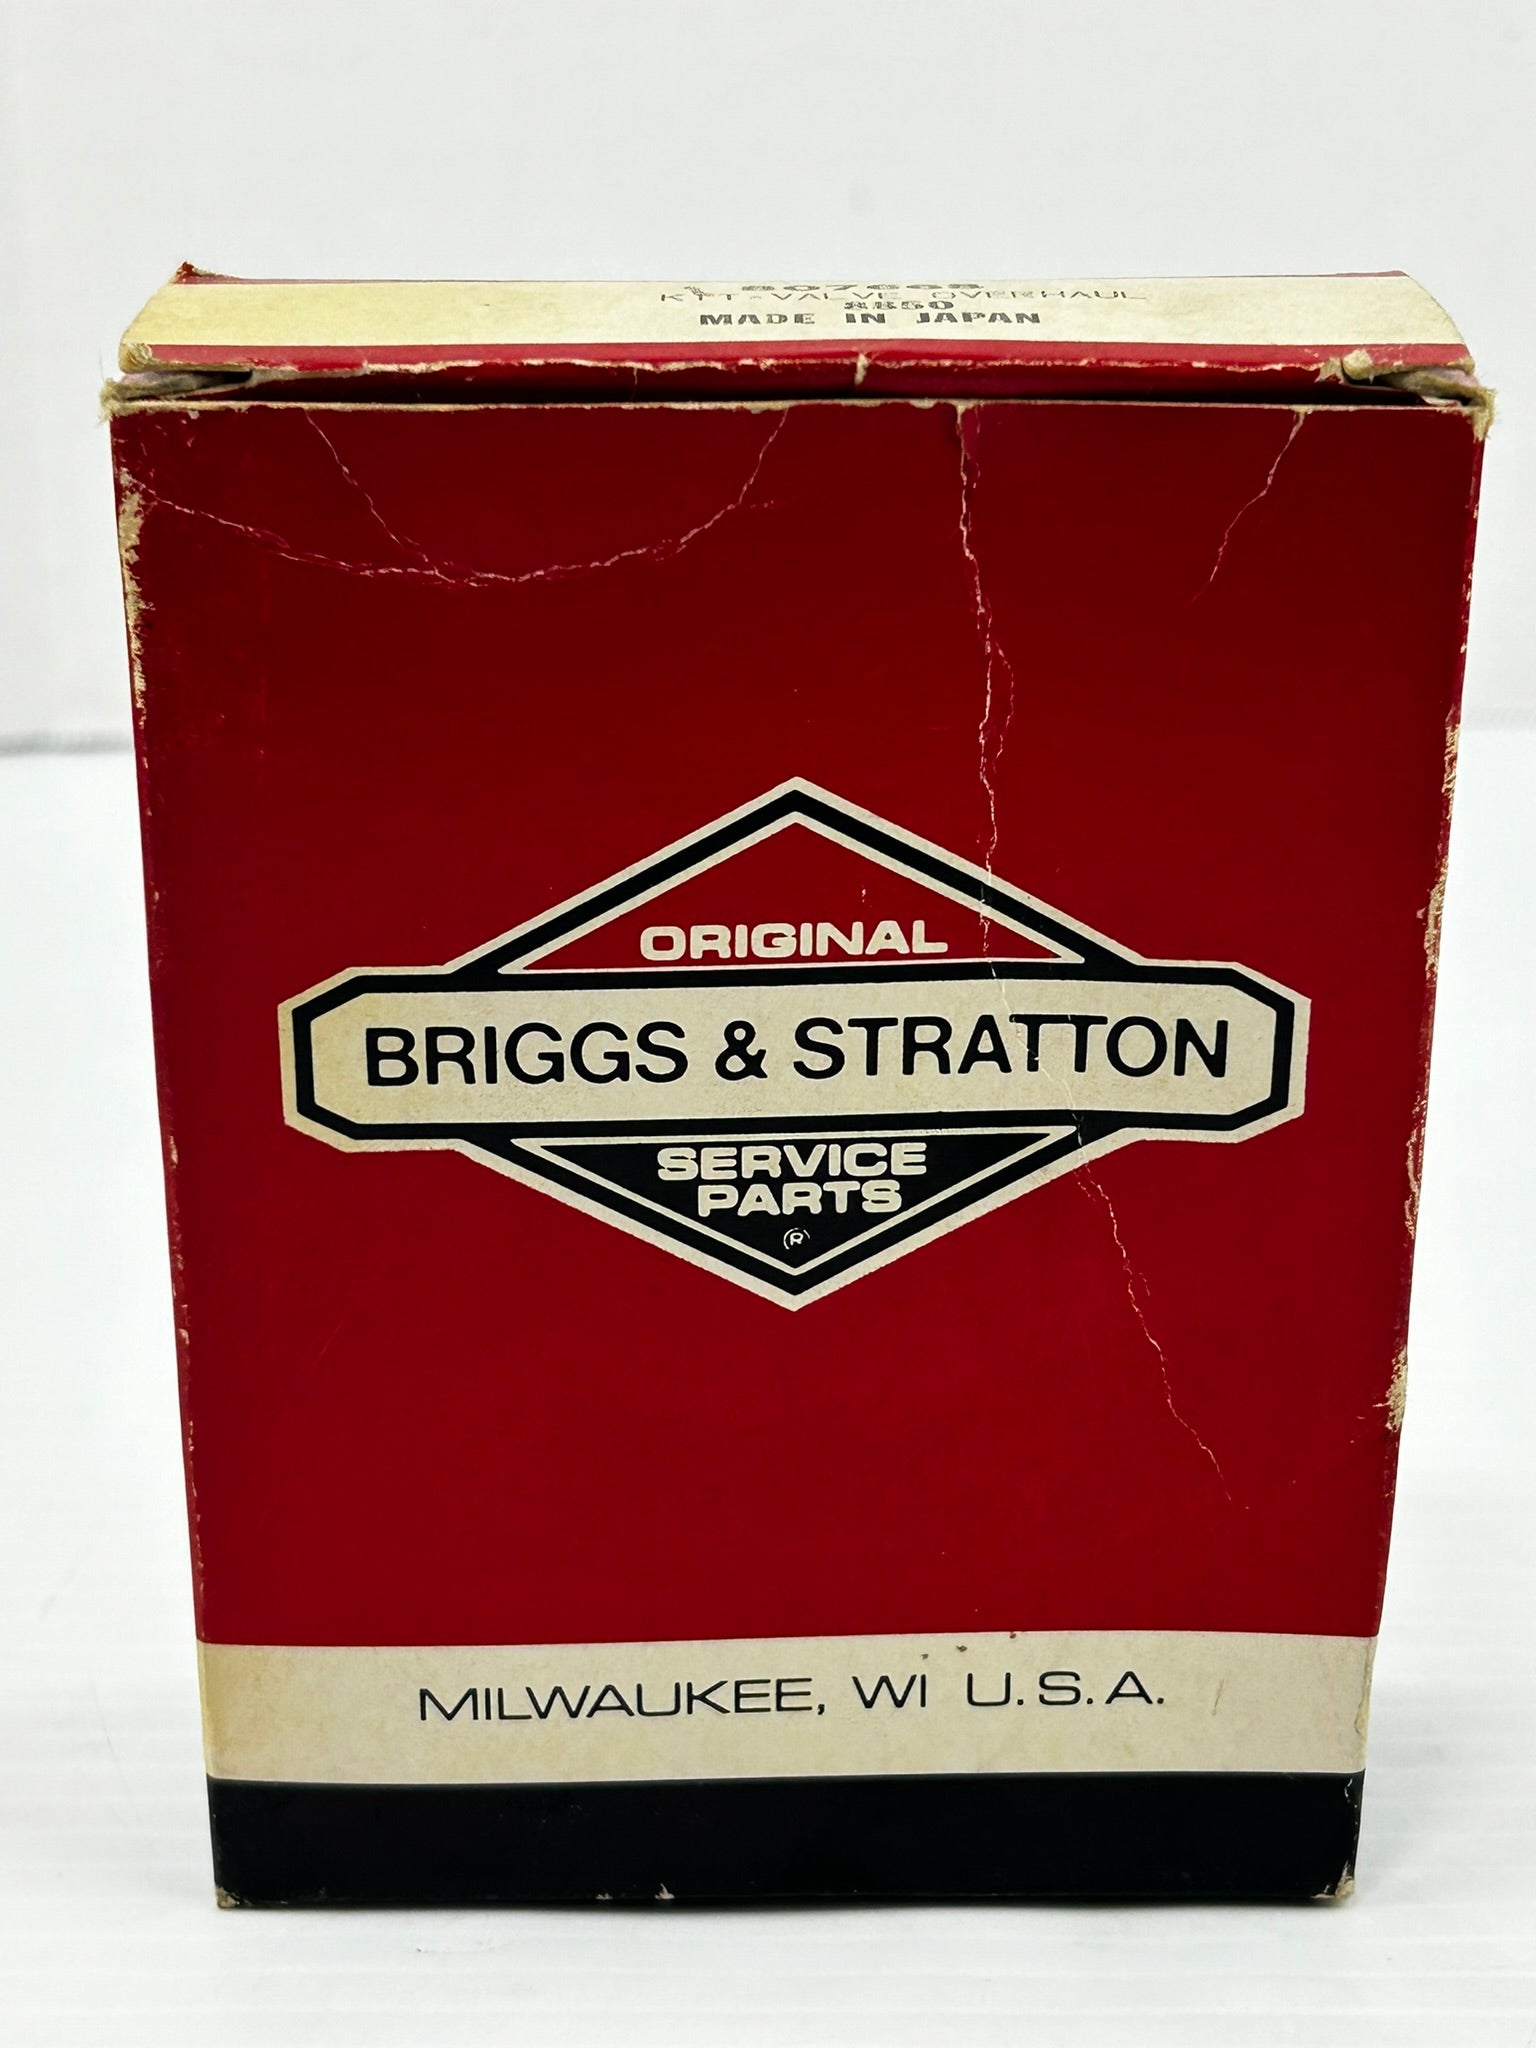 KIT-VALVE OVERHAUL
MADE IN JAPAN
ORIGINAL
BRIGGS & STRATTON
SERVICE
PARTS
®
MILWAUKEE, WI U.S.A.